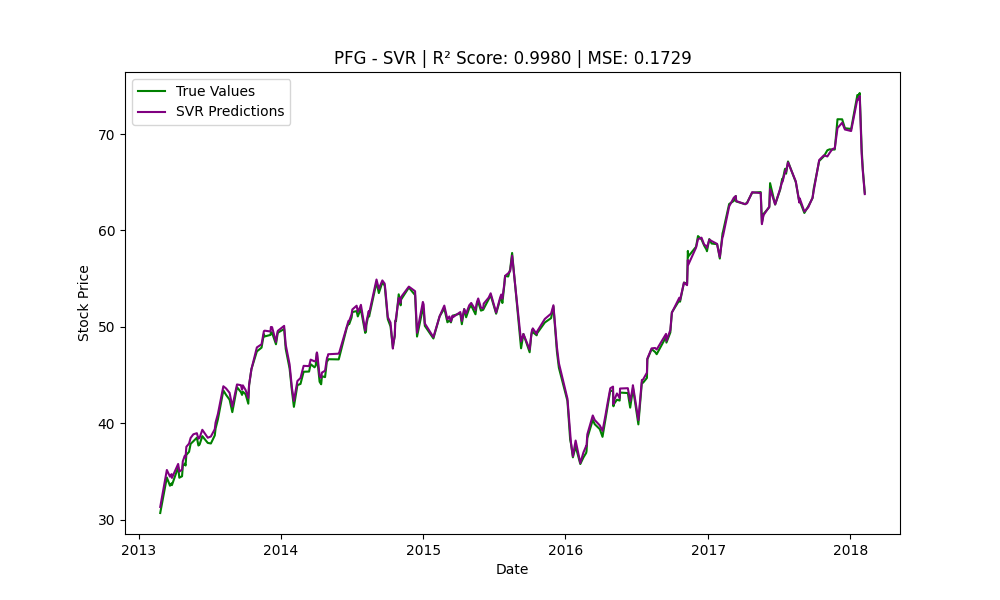 PFG - SVR | R² Score: 0.9980 | MSE: 0.1729
True Values
SVR Predictions
Stock Price
70
60
50
40
30
2013 2014 2015 2016 2017 2018
Date